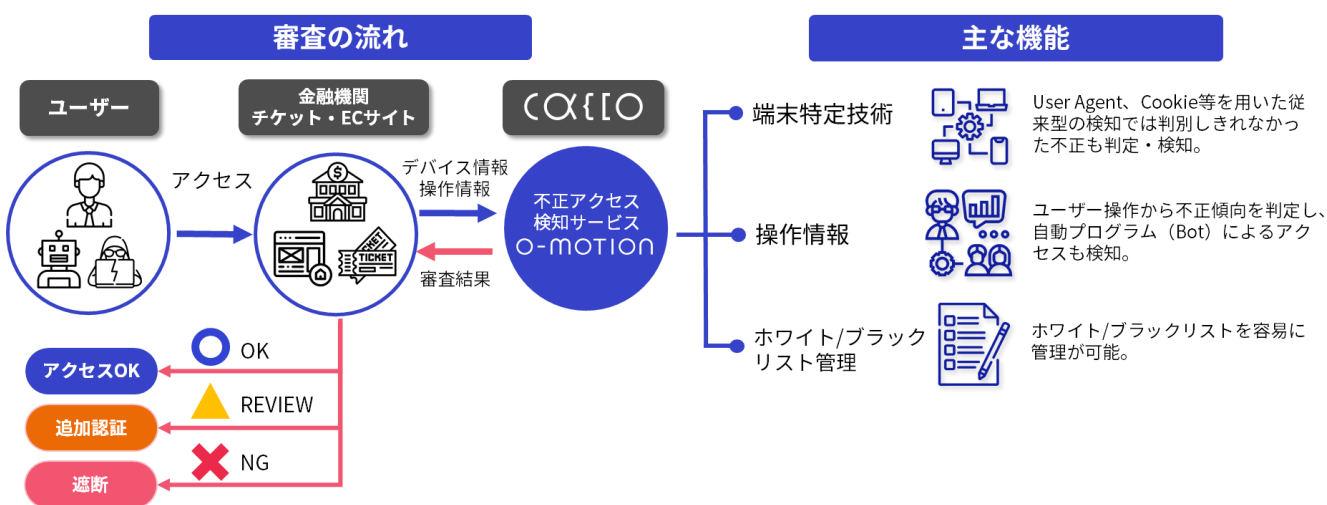 審査の流れ
ユーザー
金融機関
チケット・ECサイト
cacco
アクセス
デバイス情報
操作情報
審査結果
TICKET
TICKET
不正アクセス
検知サービス
O-MOTION
OK
アクセスOK
REVIEW
追加認証
NG
遮断
主な機能
端末特定技術
User Agent、Cookie等を用いた従
来型の検知では判別しきれなかっ
た不正も判定・検知。
操作情報
ユーザー操作から不正傾向を判定し、
自動プログラム（Bot）によるアク
セスも検知。
ホワイト/ブラック
リスト管理
ホワイト/ブラックリストを容易に
管理が可能。